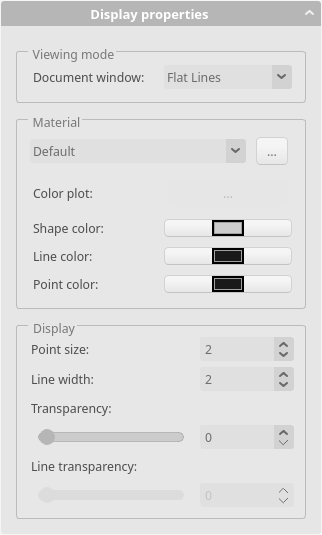 Display properties
Viewing mode
Document window: Flat Lines
Material
Default ...
Color plot: ...
Shape color:
Line color:
Point color:
Display
Point size: 2
Line width: 2
Transparency:
0
Line transparency:
0